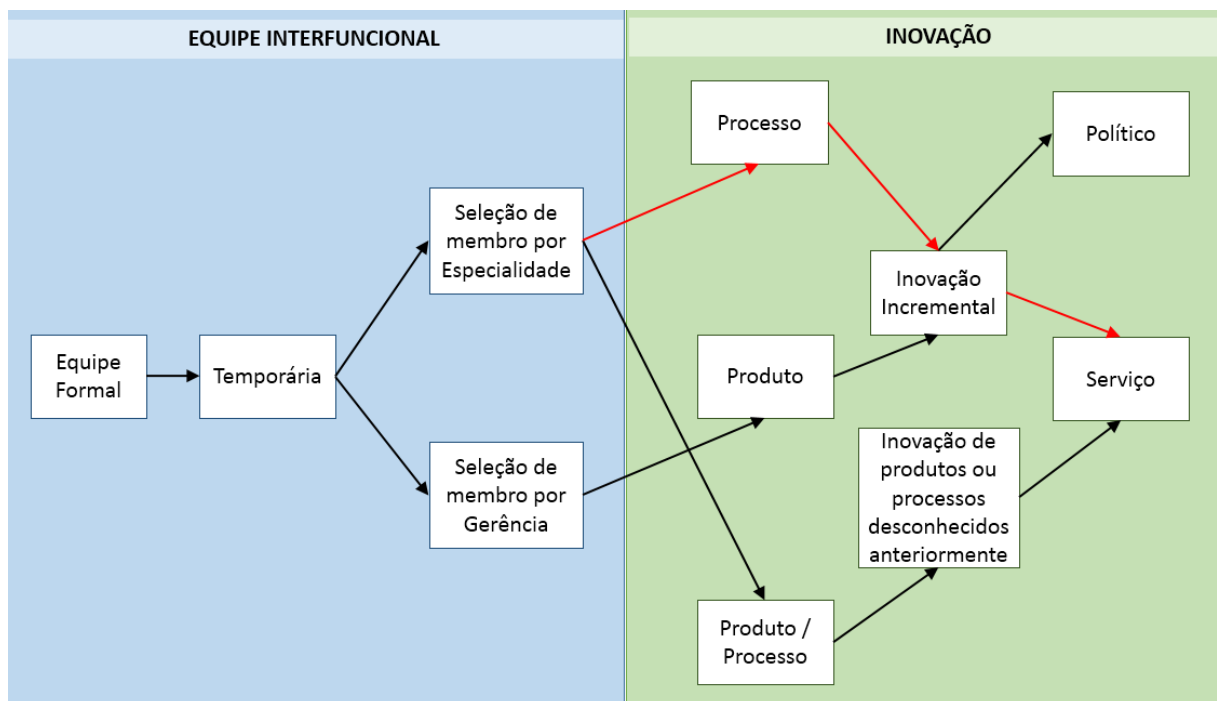 EQUIPE INTERFUNCIONAL
INOVAÇÃO
Processo
Político
Seleção de
membro por
Especialidade
Inovação
Incremental
Equipe
Formal
Temporária
Produto
Serviço
Seleção de
membro por
Gerência
Inovação de
produtos ou
processos
desconhecidos
anteriormente
Produto /
Processo